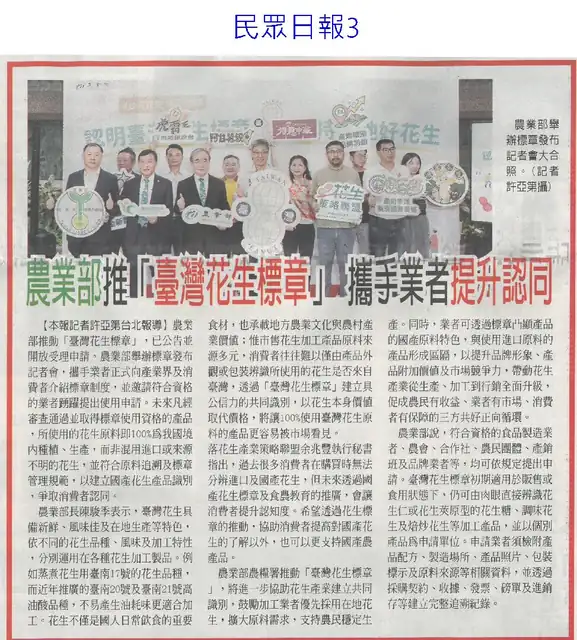 民眾日報3
農業部舉
辦標章發布
記者會大合
照。（記者
許亞第攝）
認明臺灣花生標章
好花生
農業部推「臺灣花生標章」 攜手業者提升認同
【本報記者許亞第台北報導】農業
部推動「臺灣花生標章」，已公告並
開放受理申請。農業部舉辦標章發布
記者會，攜手業者正式向產業界及消
費者介紹標章制度，並邀請符合資格
的業者踴躍提出使用申請。未來凡經
審查通過並取得標章使用資格的產品
，所使用的花生原料即100%為我國境
內種植、生產，而非混用進口或來源
不明的花生，並符合原料追溯及標章
管理規範，以建立國產花生產品識別
，爭取消費者認同。
農業部長陳駿季表示，臺灣花生具
備新鮮、風味佳及在地生產等特色，
依不同的花生品種、風味及加工特性
，分別適用在各種花生加工製品。例
如蒸煮花生用臺南17號的花生品種，
而近年推廣的臺南20號及臺南21號高
油酸品種，不易產生油耗味更適合加
工。花生不僅是國人日常飲食的重要
食材，也承載地方農業文化與農村產
業價值；惟市售花生加工產品原料來
源多元，消費者往往難以僅由產品外
觀或包裝辨識所使用的花生是否來自
臺灣，透過「臺灣花生標章」建立具
公信力的共同識別，以花生本身價值
取代價格，將讓100%使用臺灣花生原
料的產品更容易被市場看見。
落花生產業策略聯盟余兆豐執行秘書
指出，過去很多消費者在購買時無法
分辨進口及國產花生，但未來透過國
產花生標章及食農教育的推廣，會讓
消費者提升認知度。希望透過花生標
章的推動，協助消費者提高對國產花
生的了解以外，也可以更支持國產農
產品。
農業部農糧署推動「臺灣花生標章」
，將進一步協助花生產業建立共同
識別，鼓勵加工業者優先採用在地花
生，擴大原料需求，支持農民穩定生
產。同時，業者可透過標章凸顯產品
的國產原料特色，與使用進口原料的
產品形成區隔，以提升品牌形象、產
品附加價值及市場競爭力，帶動花生
產業從生產、加工到行銷全面升級，
促成農民有收益、業者有市場、消費
者有保障的三方共好正向循環。
農業部說，符合資格的食品製造業
者、農會、合作社、農民團體、產銷
班及品牌業者等，均可依規定提出申
請。臺灣花生標章初期適用於販售或
食用狀態下，仍可由肉眼直接辨識花
生仁或花生莢原型的花生糖、調味花
生及焙炒花生等加工產品，並以個別
產品為申請單位。申請業者須檢附產
品配方、製造場所、產品照片、包裝
標示及原料來源等相關資料，並透過
採購契約、收據、發票、磅單及進銷
存等建立完整追溯紀錄。